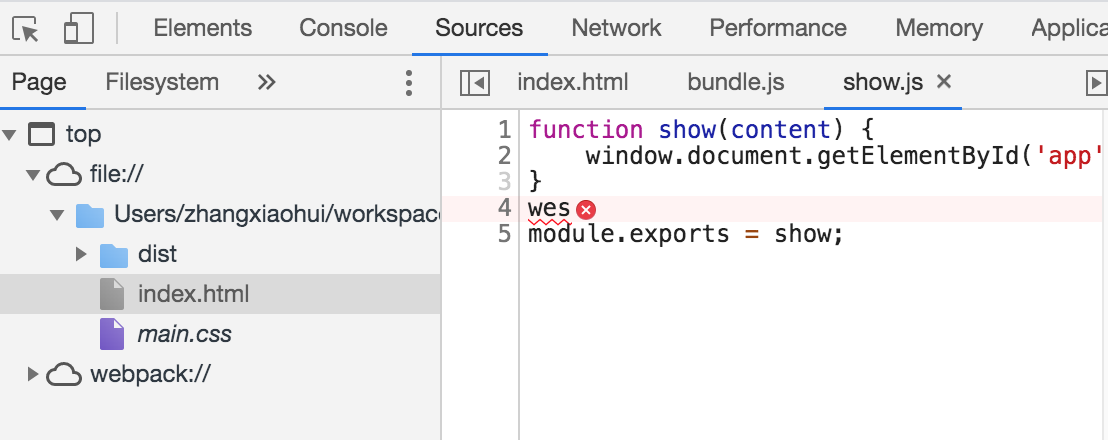 Elements Console Sources Network Performance Memory Applica
Page Filesystem » index.html bundle.js show.js ×
top
file://
Users/zhangxiaohui/workspac
dist
index.html
main.css
webpack://
1 function show(content) {
2 window.document.getElementById('app'
3 }
4 wes
5 module.exports = show;